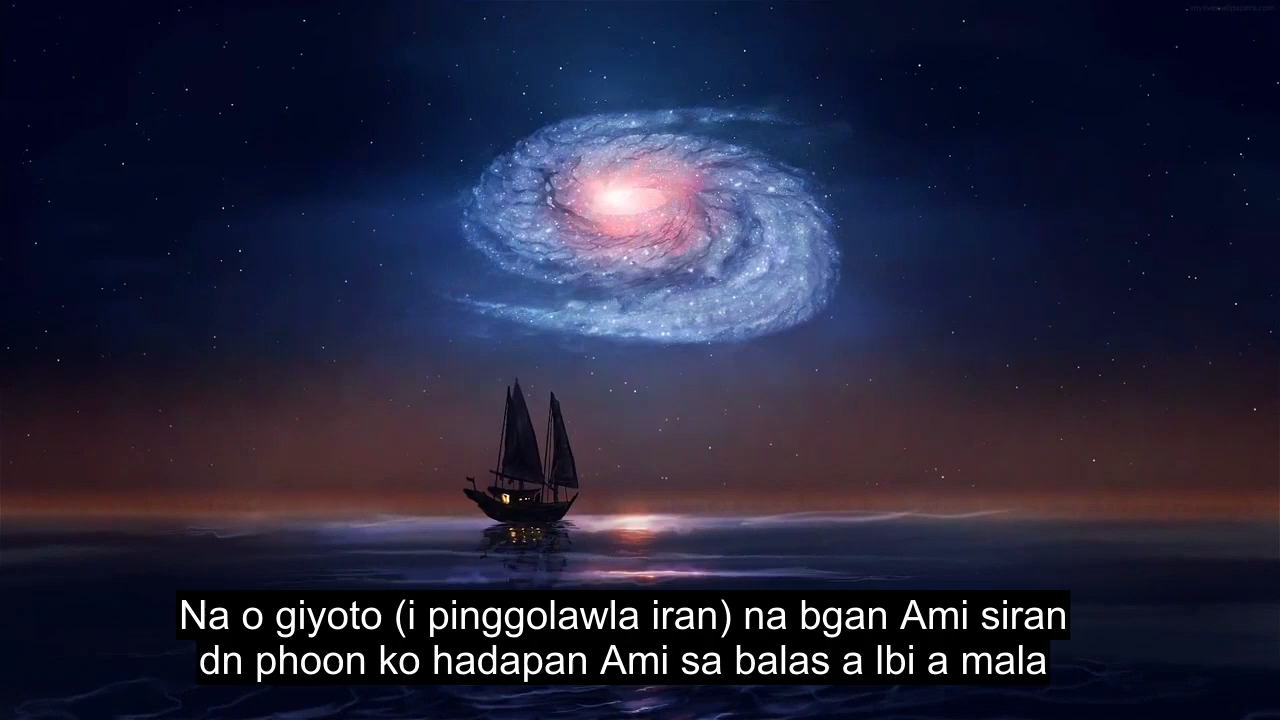 Na o giyoto (i pinggolawla iran) na bgan Ami siran
dn phoon ko hadapan Ami sa balas a lbi a mala